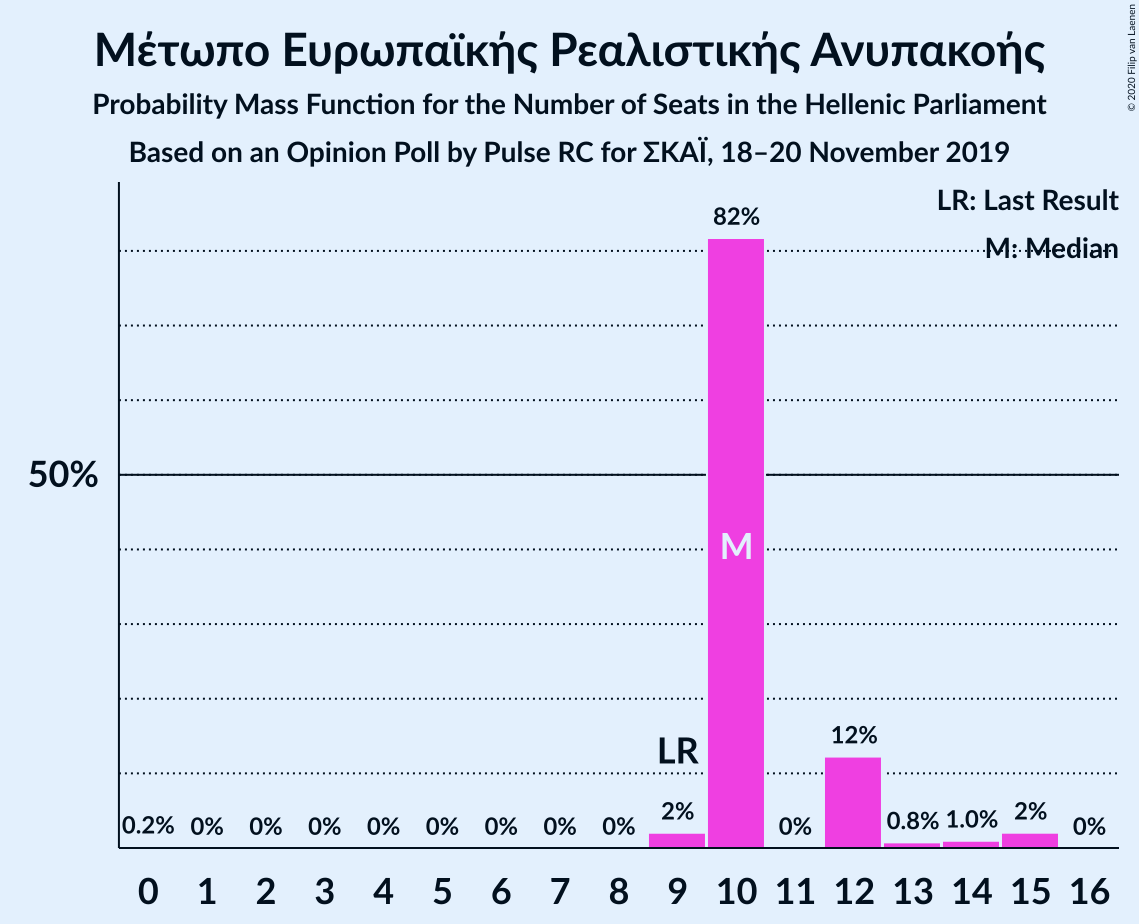 Μέτωπο Ευρωπαϊκής Ρεαλιστικής Ανυπακοής
Probability Mass Function for the Number of Seats in the Hellenic Parliament
Based on an Opinion Poll by Pulse RC for ΣΚΑΪ, 18–20 November 2019
© 2020 Filip van Laenen
LR: Last Result
M: Median
82%
50%
M
LR
12%
0.2% 0% 0% 0% 0% 0% 0% 0% 0% 2% 0% 0.8% 1.0% 2% 0%
0 1 2 3 4 5 6 7 8 9 10 11 12 13 14 15 16